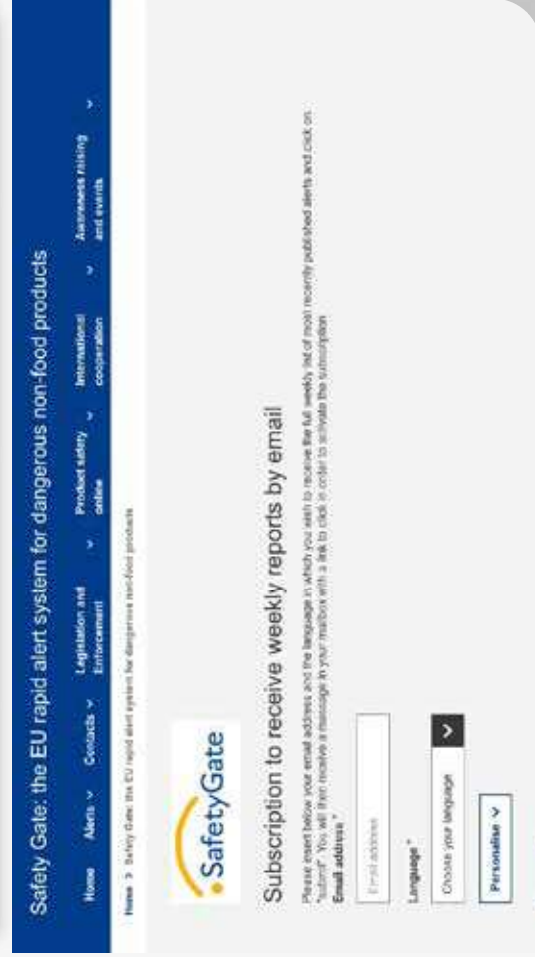 Safety Gate: the EU rapid alert system for dangerous non-food products
Home Alerts Contacts Legislation and Enforcement Product safety online International cooperation Awareness raising and events
Home > Safety Gate: the EU rapid alert system for dangerous non-food products
SafetyGate
Subscription to receive weekly reports by email
Please insert below your email address and the language in which you wish to receive the full weekly list of most recently published alerts and click on
"submit". You will then receive a message in your mailbox with a link to click in order to activate the subscription
Email address *
Email address
Language *
Choose your language
Personalise